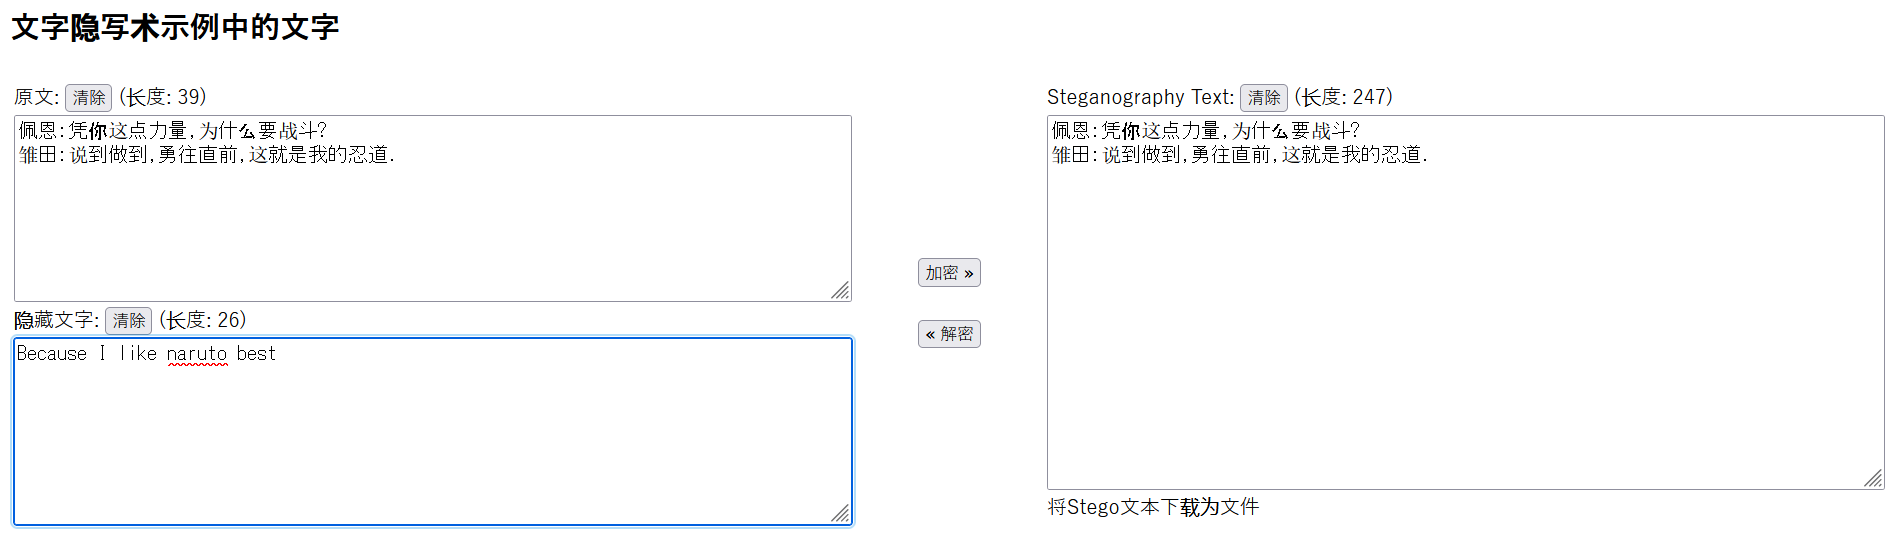 文字隐写术示例中的文字
原文: 清除 (长度: 39)
佩恩:凭你这点力量,为什么要战斗?
雏田:说到做到,勇往直前,这就是我的忍道.
隐藏文字: 清除 (长度: 26)
Because I like naruto best
加密 »
« 解密
Steganography Text: 清除 (长度: 247)
佩恩:凭你这点力量,为什么要战斗?
雏田:说到做到,勇往直前,这就是我的忍道.
将Stego文本下载为文件